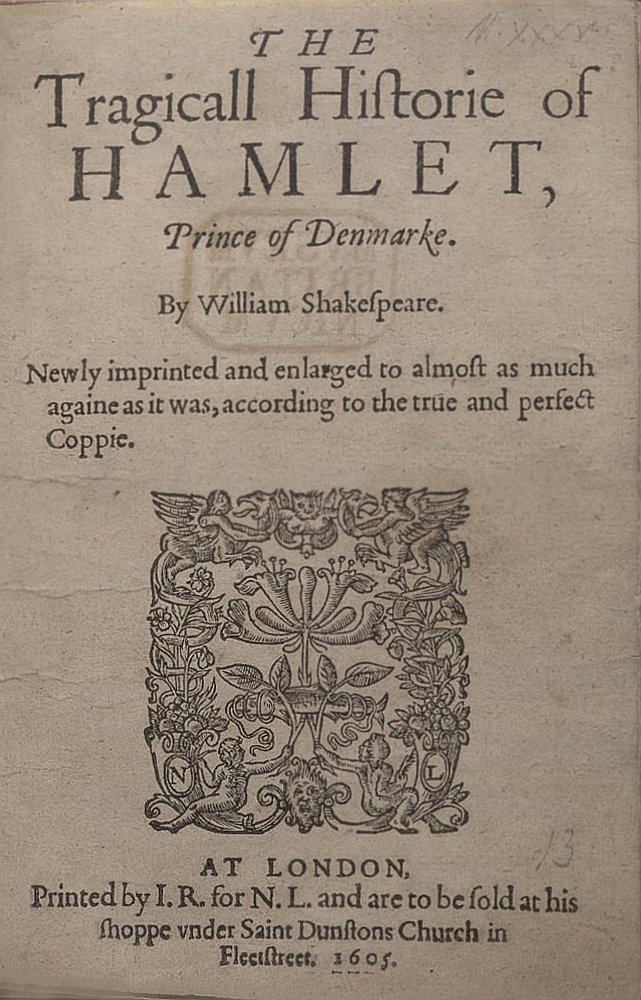 THE
Tragicall Hiſtorie of
HAMLET,
Prince of Denmarke.
By William Shakeſpeare.
Newly imprinted and enlarged to almoſt as much
againe as it was, according to the true and perfect
Coppie.
N L
AT LONDON,
Printed by I. R. for N. L. and are to be ſold at his
ſhoppe vnder Saint Dunſtons Church in
Fleetſtreet. 1605.
13